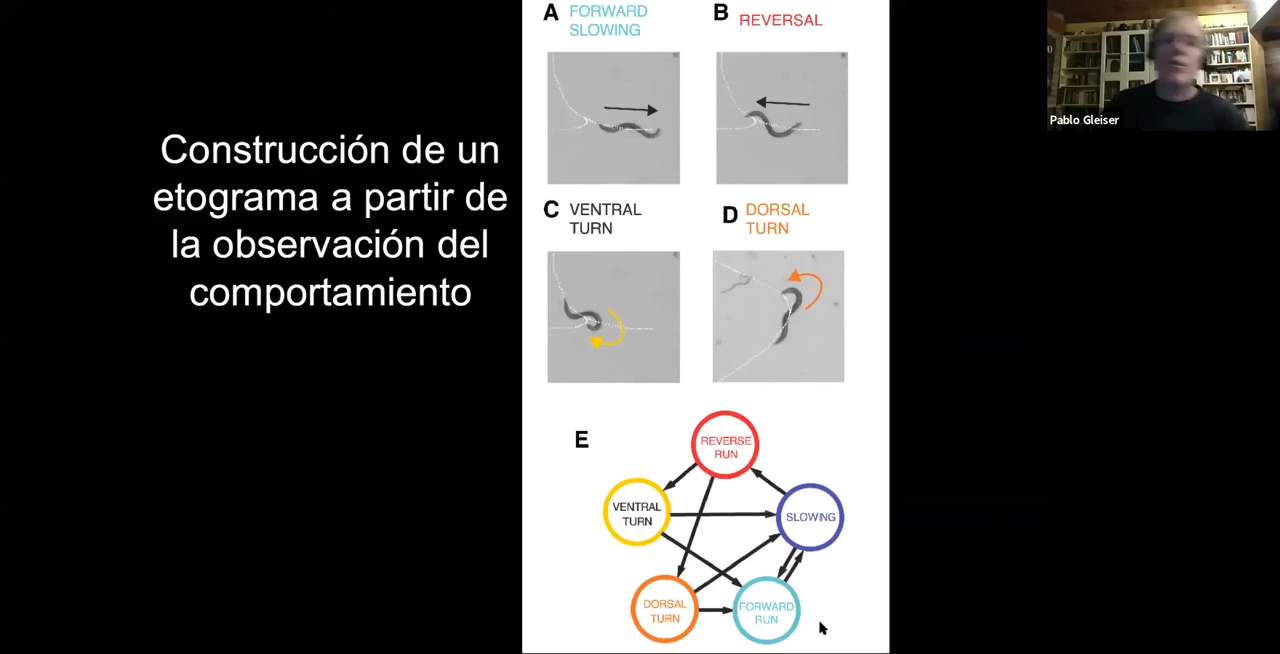 Construcción de un
etograma a partir de
la observación del
comportamiento
A FORWARD
SLOWING
B REVERSAL
C VENTRAL
TURN
D DORSAL
TURN
E
REVERSE
RUN
VENTRAL
TURN
SLOWING
DORSAL
TURN
FORWARD
RUN
Pablo Gleiser